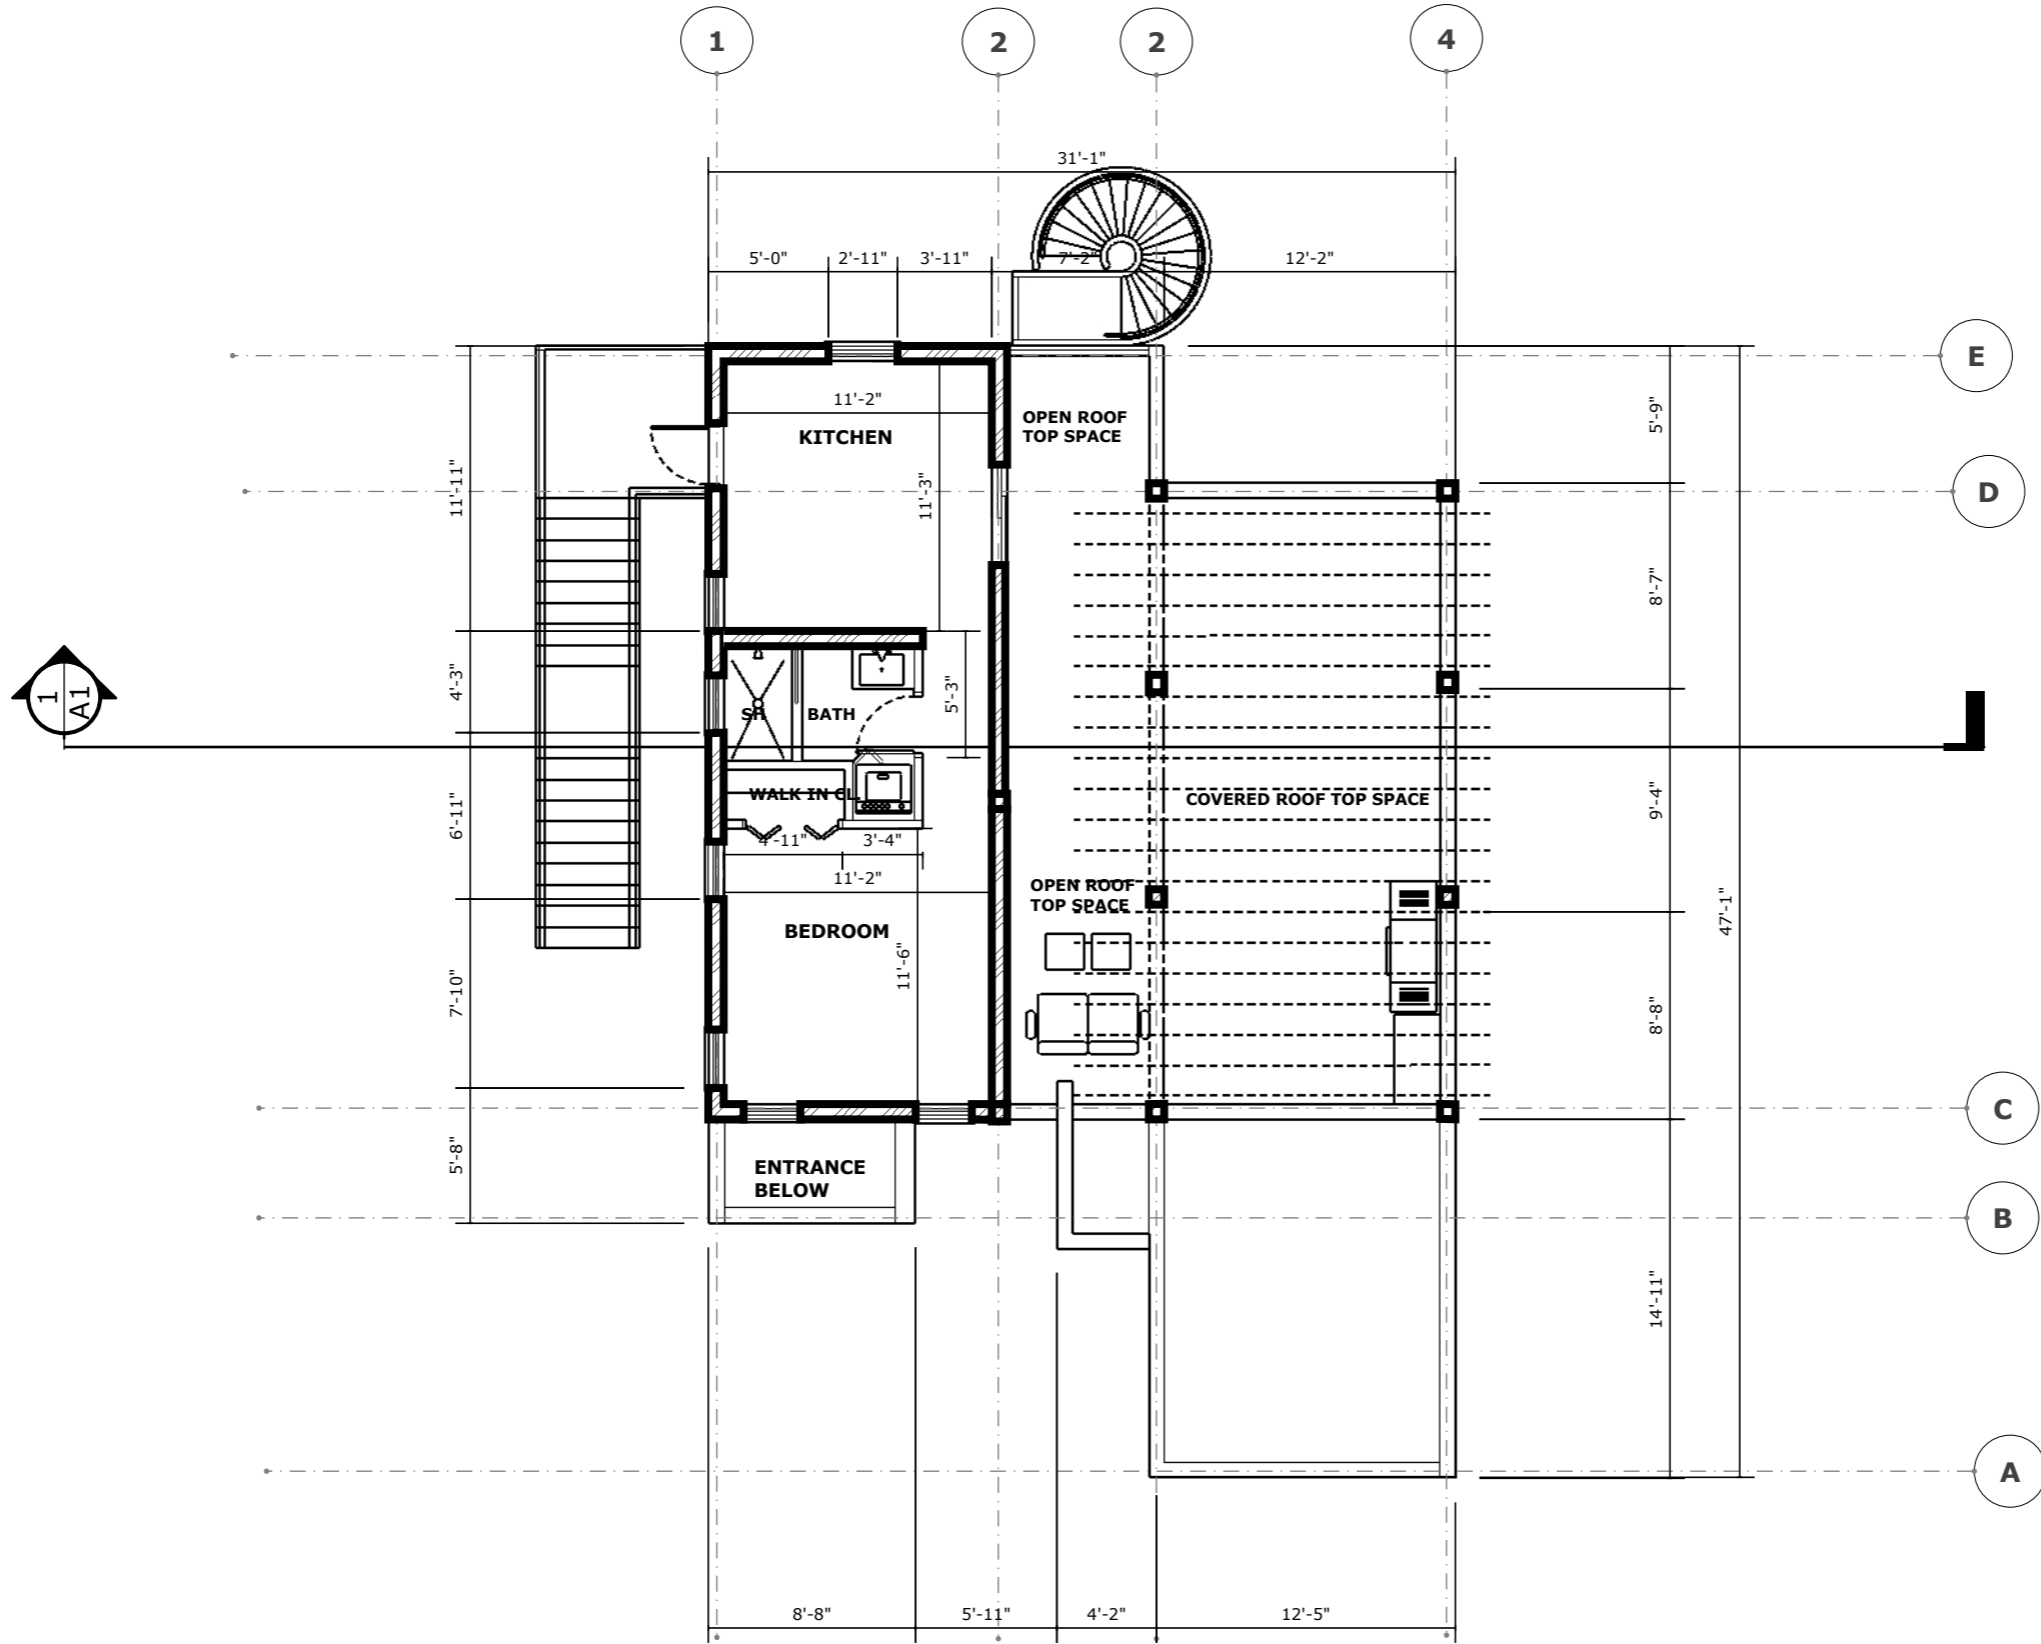 1
2
2
4
31'-1"
5'-0"
2'-11"
3'-11"
7'-2"
12'-2"
E
11'-2"
KITCHEN
OPEN ROOF
TOP SPACE
5'-9"
11'-11"
11'-3"
D
8'-7"
4'-3"
5'-3"
1
A1
SH
BATH
WALK IN CL.
COVERED ROOF TOP SPACE
9'-4"
6'-11"
4'-11"
3'-4"
11'-2"
OPEN ROOF
TOP SPACE
47'-1"
BEDROOM
11'-6"
7'-10"
8'-8"
C
5'-8"
ENTRANCE
BELOW
B
14'-11"
A
8'-8"
5'-11"
4'-2"
12'-5"